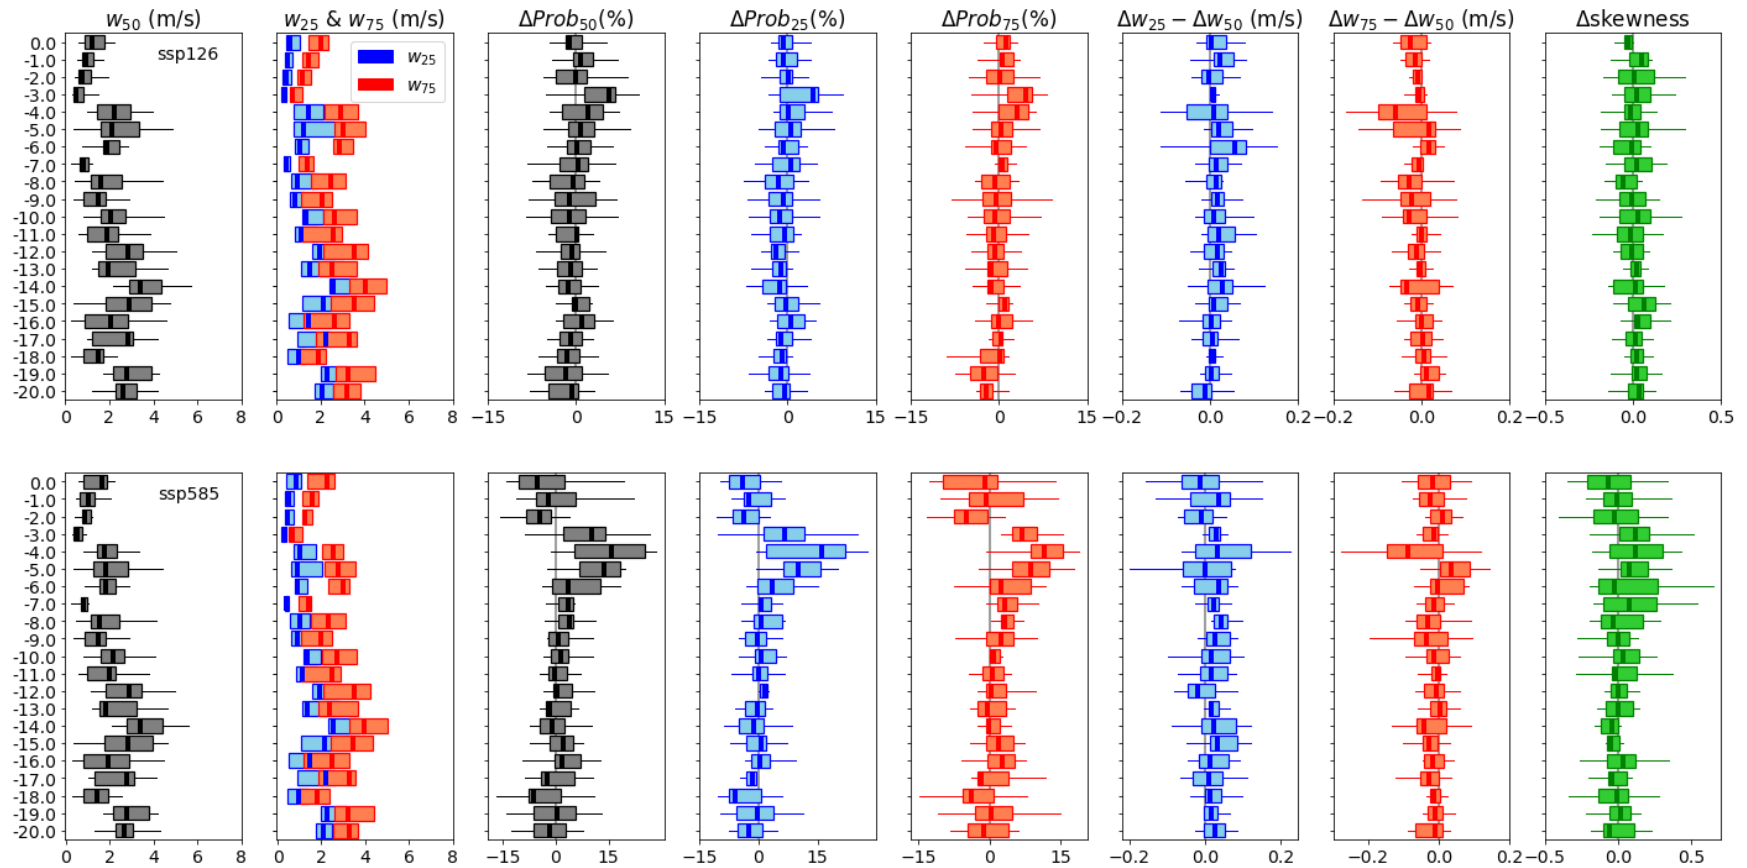 w50 (m/s)
w25 & w75 (m/s)
ΔProb50(%)
ΔProb25(%)
ΔProb75(%)
Δw25 − Δw50 (m/s)
Δw75 − Δw50 (m/s)
Δskewness
ssp126
w25
w75
0.0
-1.0
-2.0
-3.0
-4.0
-5.0
-6.0
-7.0
-8.0
-9.0
-10.0
-11.0
-12.0
-13.0
-14.0
-15.0
-16.0
-17.0
-18.0
-19.0
-20.0
0 2 4 6 8
0 2 4 6 8
−15 0 15
−15 0 15
−15 0 15
−0.2 0.0 0.2
−0.2 0.0 0.2
−0.5 0.0 0.5
ssp585
0.0
-1.0
-2.0
-3.0
-4.0
-5.0
-6.0
-7.0
-8.0
-9.0
-10.0
-11.0
-12.0
-13.0
-14.0
-15.0
-16.0
-17.0
-18.0
-19.0
-20.0
0 2 4 6 8
0 2 4 6 8
−15 0 15
−15 0 15
−15 0 15
−0.2 0.0 0.2
−0.2 0.0 0.2
−0.5 0.0 0.5